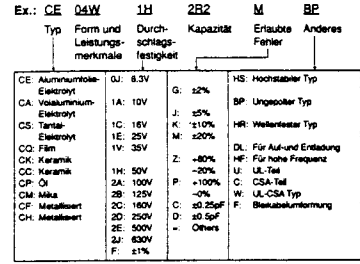 Ex.: CE 04W 1H 2R2 M BP
Typ Form und Leistungs- merkmale Durch- schlags- festigkeit Kapazität Erlaubte Fehler Anderes
CE: Aluminiumfolie-
Elektrolyt
CA: Voialuminium-
Elektrolyt
CS: Tantal-
Elektrolyt
CQ: Film
CK: Keramik
CC: Keramik
CP: Öl
CM: Mika
CF: Metallisiert
CH: Metallisiert
0J: 6.3V
1A: 10V
1C: 16V
1E: 25V
1V: 35V
1H: 50V
2A: 100V
2B: 125V
2C: 160V
2D: 250V
2E: 500V
2J: 630V
F: ±1%
G: ±2%
J: ±5%
K: ±10%
M: ±20%
Z: +80%
-20%
P: +100%
-0%
C: ±0.25pF
D: ±0.5pF
=: Others
HS: Hochstabiler Typ
BP: Ungepolter Typ
HR: Wellenfester Typ
DL: Für Auf-und Entladung
HF: Für hohe Frequenz
U: UL-Teil
C: CSA-Teil
W: UL-CSA Typ
F: Bleikabelumformung